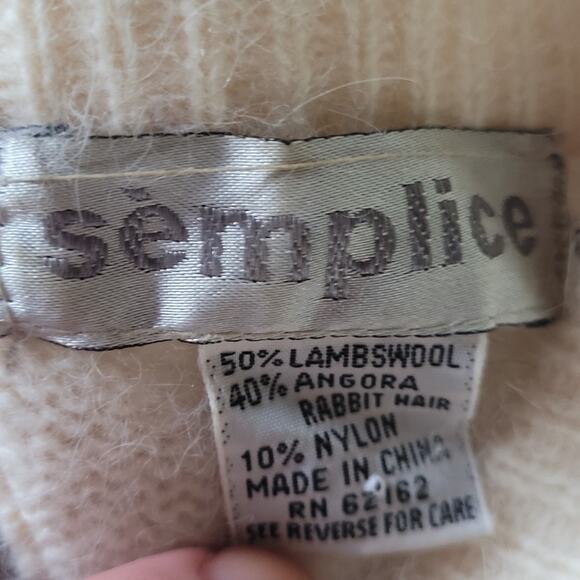 sèmplice
50% LAMBSWOOL
40% ANGORA
RABBIT HAIR
10% NYLON
MADE IN CHINA
RN 62162
SEE REVERSE FOR CARE